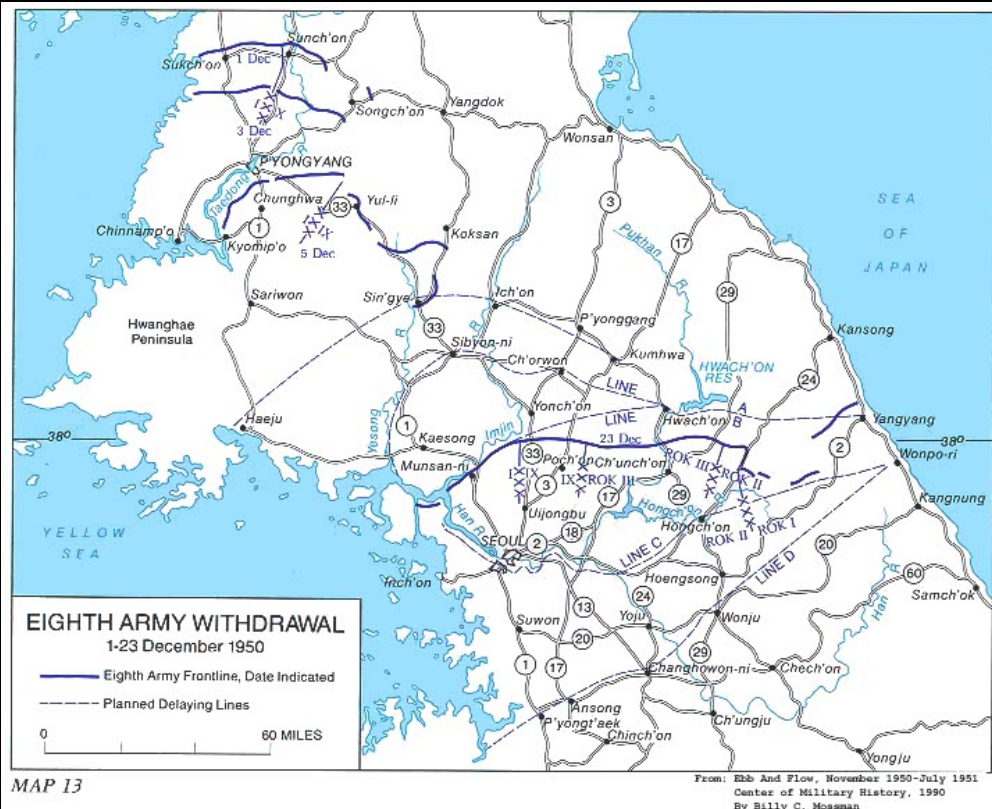 Sunch'on
Sukch'on
1 Dec
Songch'on
Yangdok
3 Dec
Wonsan
PYONGYANG
Taedong
R
Chunghwa
33
Yul-li
3
SEA
OF
JAPAN
Chinnamp'o
1
IX
5 Dec
Koksan
Pukhan
R
17
Kyomip'o
29
Sariwon
Sin'gye
Ich'on
Hwanghae
Peninsula
R
33
R
P'yonggang
Kansong
Sibyon-ni
Ch'orwon
Kumhwa
HWACH'ON
RES
24
LINE
A
Haeju
Yesong
1
Yonch'on
LINE
Hwach'on
B
Yangyang
38º
Kaesong
Imjin
23 Dec
2
38º
Munsan-ni
33
Poch'on
Ch'unch'on
ROK III
ROK II
Wonpo-ri
I
IX
3
IX
ROK III
17
29
Hongch'on
Kangnung
Uijongbu
Hongch'on
ROK II
ROK I
YELLOW
SEA
Han R
18
SEOUL
2
LINE C
20
Inch'on
Hoengsong
LINE D
60
Samch'ok
13
24
Han
R
Suwon
20
Yoju
Wonju
29
1
17
Changhowon-ni
Chech'on
Ansong
P'yongt'aek
Ch'ungju
Chinch'on
Yongju
EIGHTH ARMY WITHDRAWAL
1-23 December 1950
Eighth Army Frontline, Date Indicated
Planned Delaying Lines
0
60 MILES
MAP 13
From: Ebb And Flow, November 1950-July 1951
Center of Military History, 1990
By Billy C. Mossman